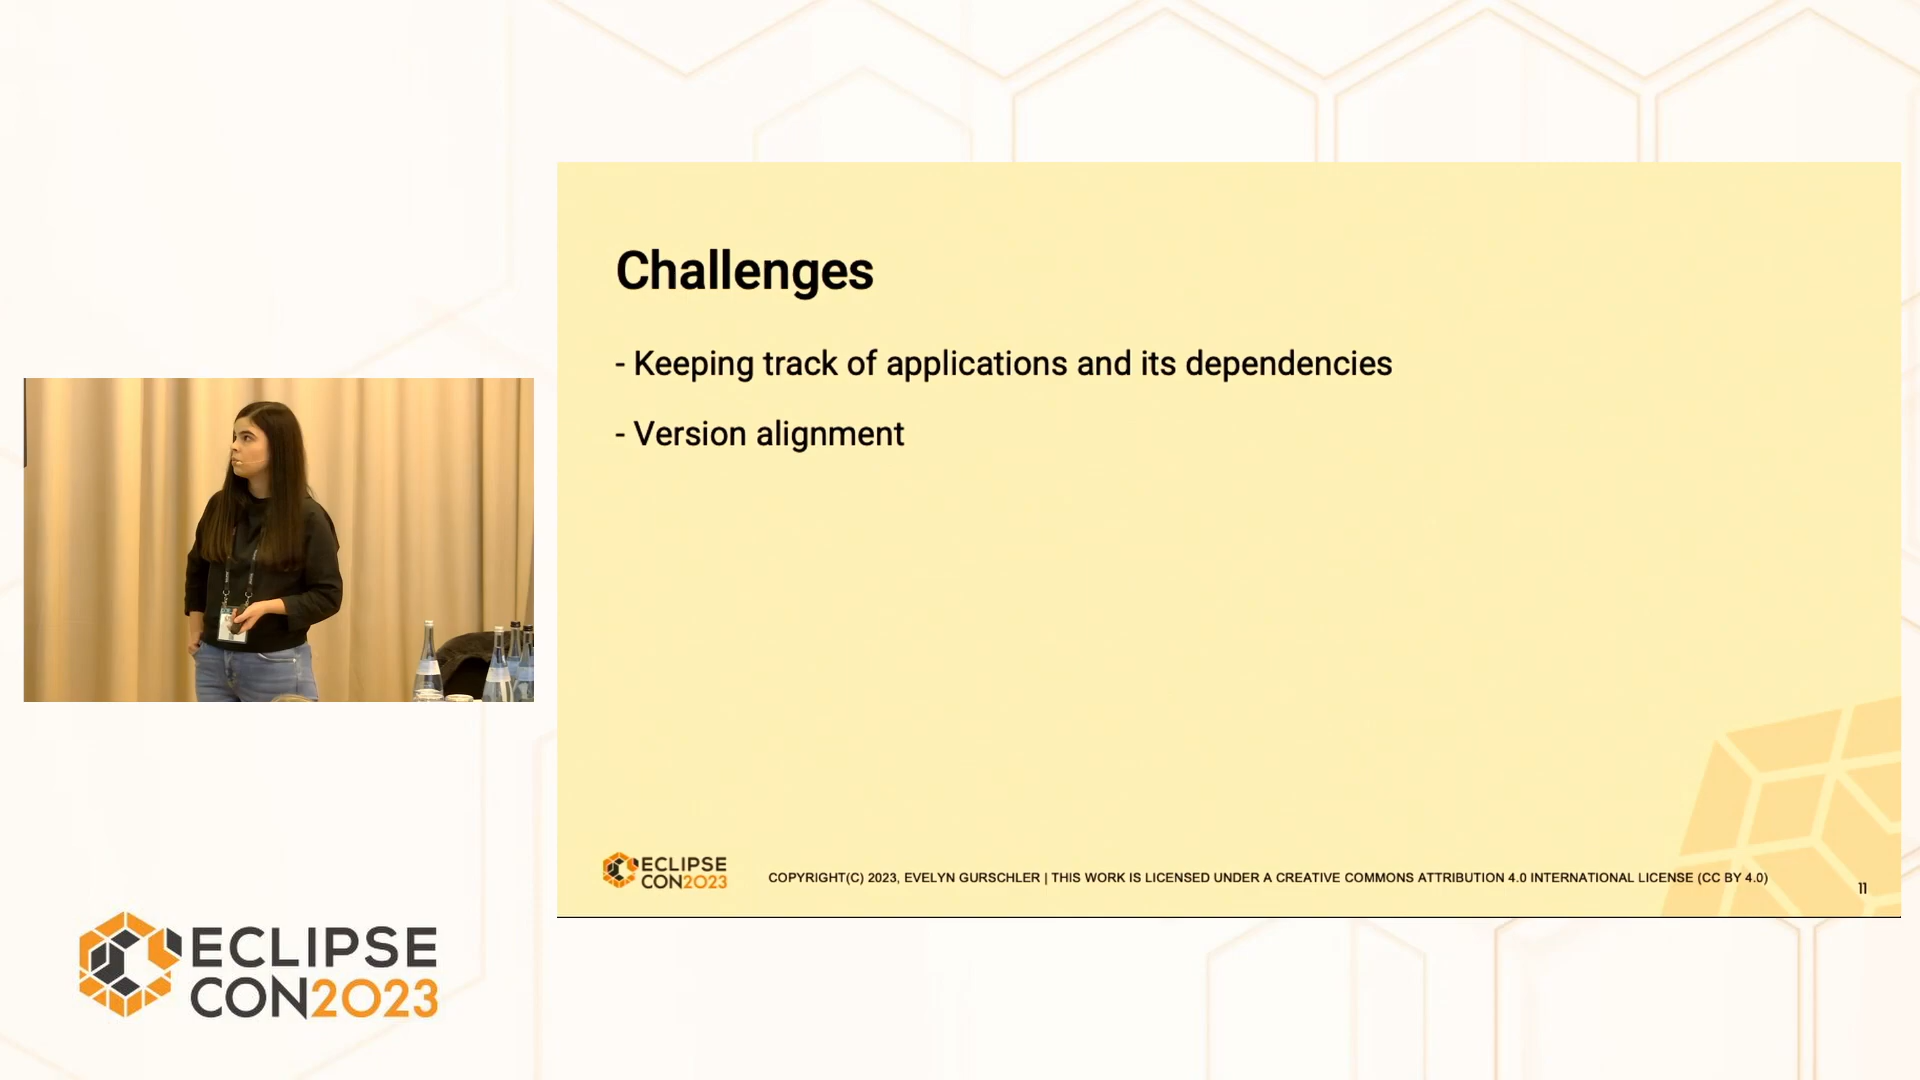 Challenges
- Keeping track of applications and its dependencies
- Version alignment
ECLIPSE
CON2023
COPYRIGHT(C) 2023, EVELYN GURSCHLER | THIS WORK IS LICENSED UNDER A CREATIVE COMMONS ATTRIBUTION 4.0 INTERNATIONAL LICENSE (CC BY 4.0)
11
ECLIPSE
CON2023